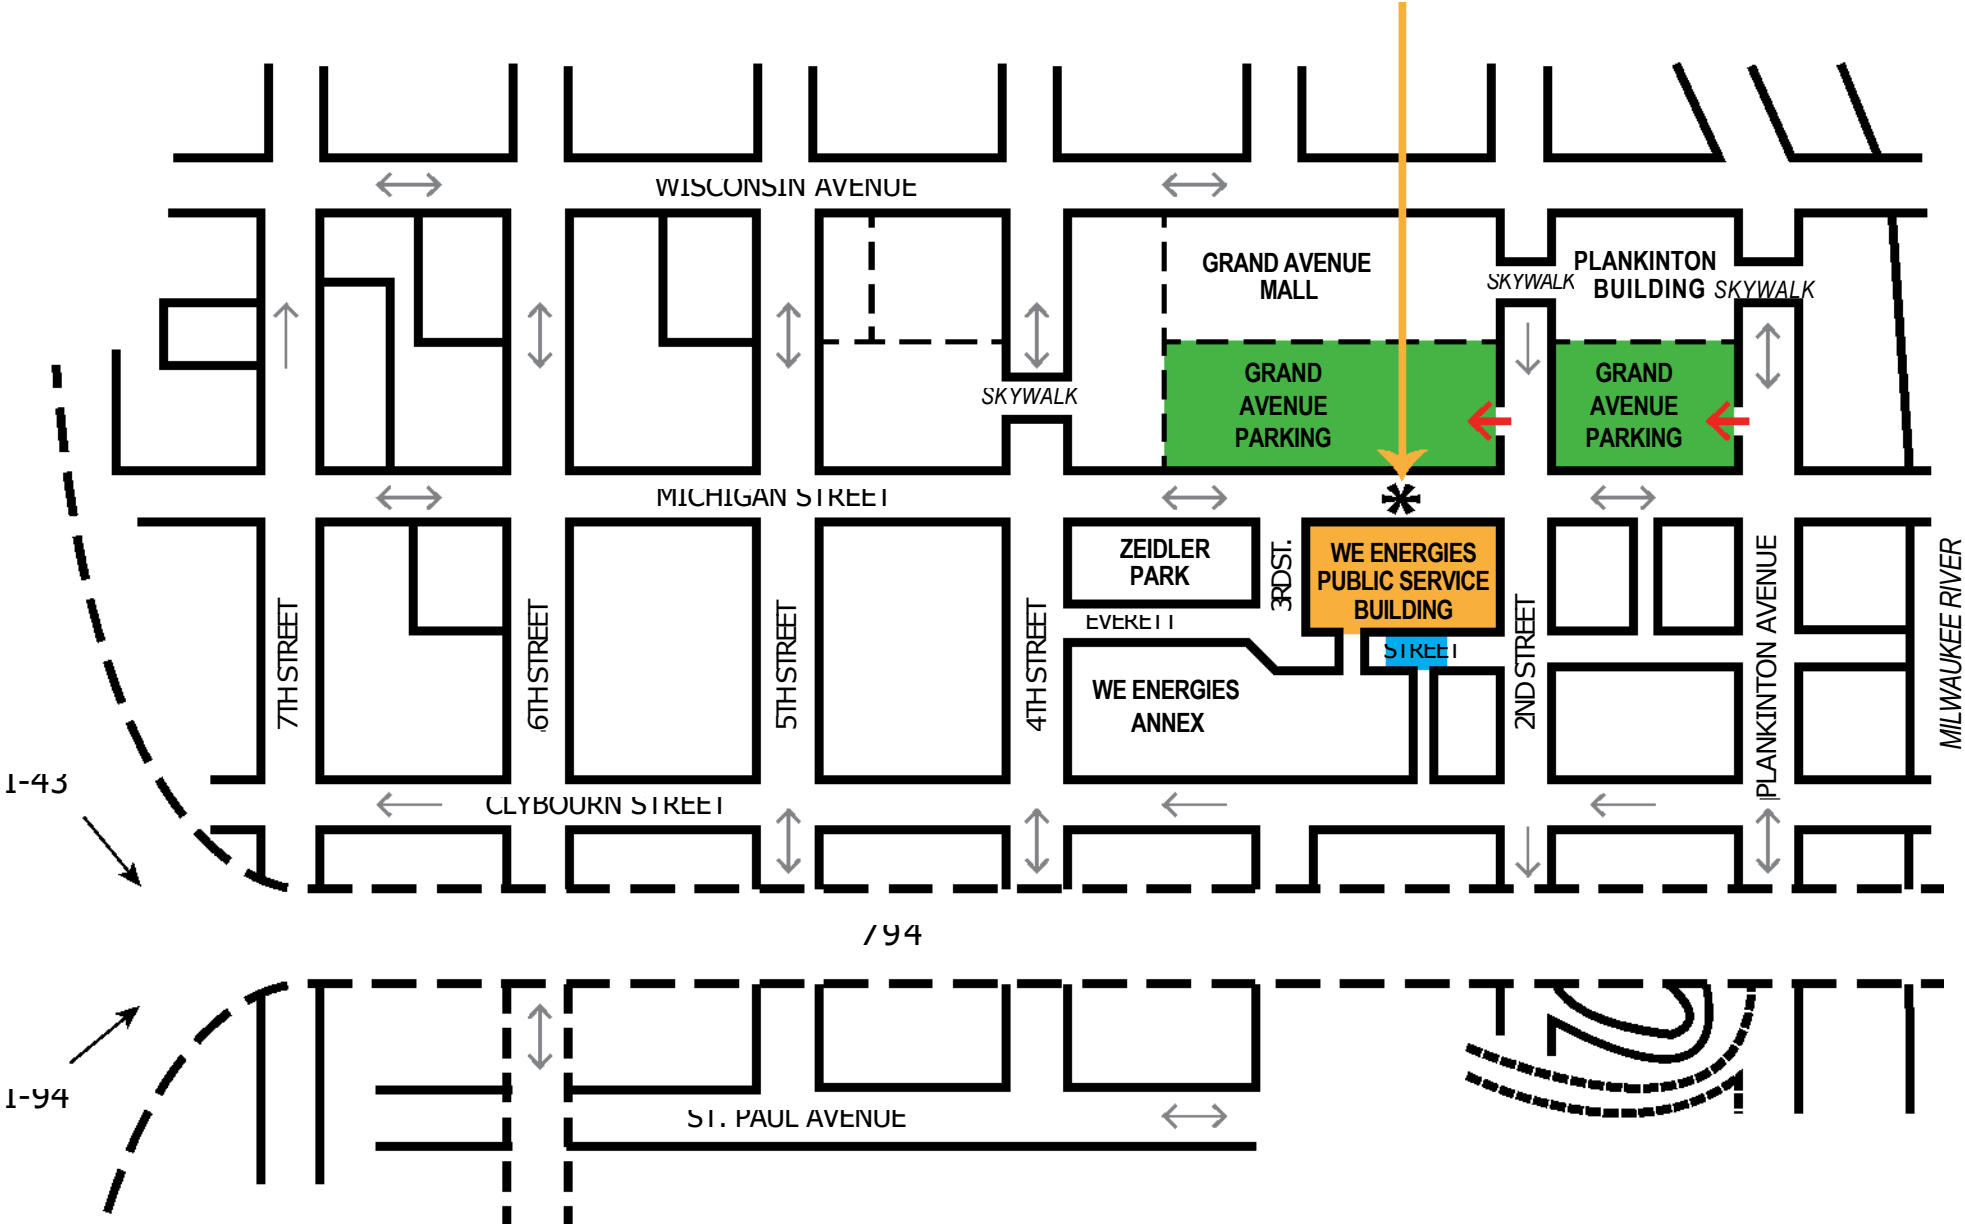 WISCONSIN AVENUE
GRAND AVENUE
MALL
SKYWALK
PLANKINTON
BUILDING
SKYWALK
SKYWALK
GRAND
AVENUE
PARKING
GRAND
AVENUE
PARKING
MICHIGAN STREET
*
ZEIDLER
PARK
3RD ST.
WE ENERGIES
PUBLIC SERVICE
BUILDING
EVERETT
STREET
WE ENERGIES
ANNEX
7TH STREET
6TH STREET
5TH STREET
4TH STREET
2ND STREET
PLANKINTON AVENUE
MILWAUKEE RIVER
I-43
CLYBOURN STREET
794
I-94
ST. PAUL AVENUE